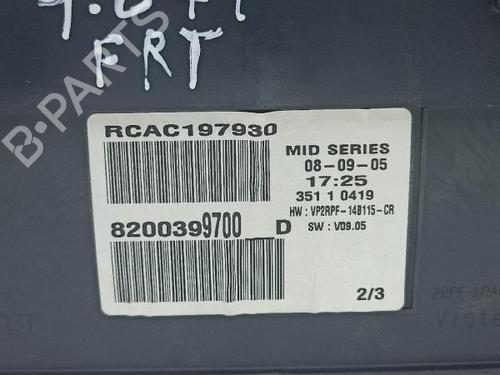 FRT
B-PARTS
RCAC197930
MID SERIES
08-09-05
17:25
351 1 0419
HW : VP2RPF-14B115-CR
SW : V09.05
8200399700__D
2/3